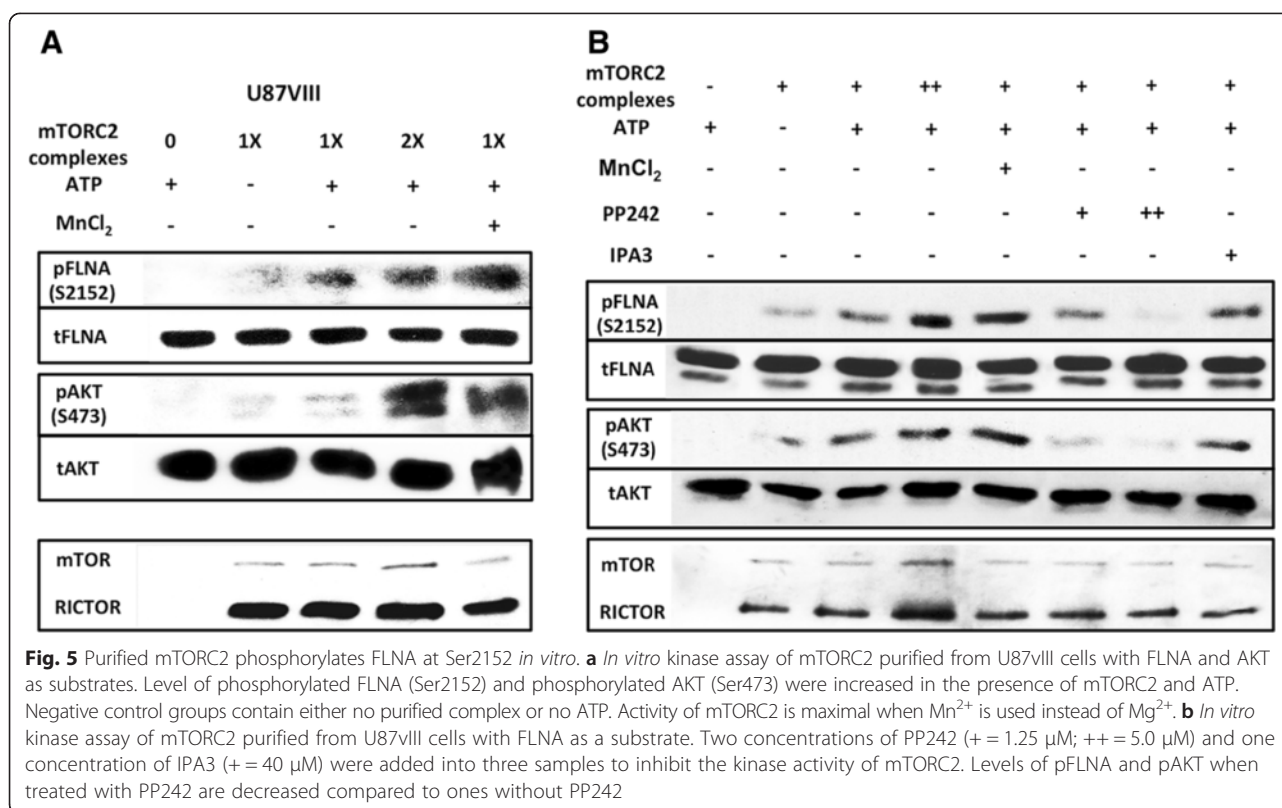 A
U87VIII
mTORC2 complexes 0 1X 1X 2X 1X
ATP + - + + +
MnCl₂ - - - - +
pFLNA (S2152)
tFLNA
pAKT (S473)
tAKT
mTOR
RICTOR
B
mTORC2 complexes - + + ++ + + + +
ATP + - + + + + + +
MnCl₂ - - - - + - - -
PP242 - - - - - + ++ -
IPA3 - - - - - - - +
pFLNA (S2152)
tFLNA
pAKT (S473)
tAKT
mTOR
RICTOR
Fig. 5 Purified mTORC2 phosphorylates FLNA at Ser2152 in vitro. a In vitro kinase assay of mTORC2 purified from U87vIII cells with FLNA and AKT
as substrates. Level of phosphorylated FLNA (Ser2152) and phosphorylated AKT (Ser473) were increased in the presence of mTORC2 and ATP.
Negative control groups contain either no purified complex or no ATP. Activity of mTORC2 is maximal when Mn²⁺ is used instead of Mg²⁺. b In vitro
kinase assay of mTORC2 purified from U87vIII cells with FLNA as a substrate. Two concentrations of PP242 (+ = 1.25 μM; ++ = 5.0 μM) and one
concentration of IPA3 (+ = 40 μM) were added into three samples to inhibit the kinase activity of mTORC2. Levels of pFLNA and pAKT when
treated with PP242 are decreased compared to ones without PP242